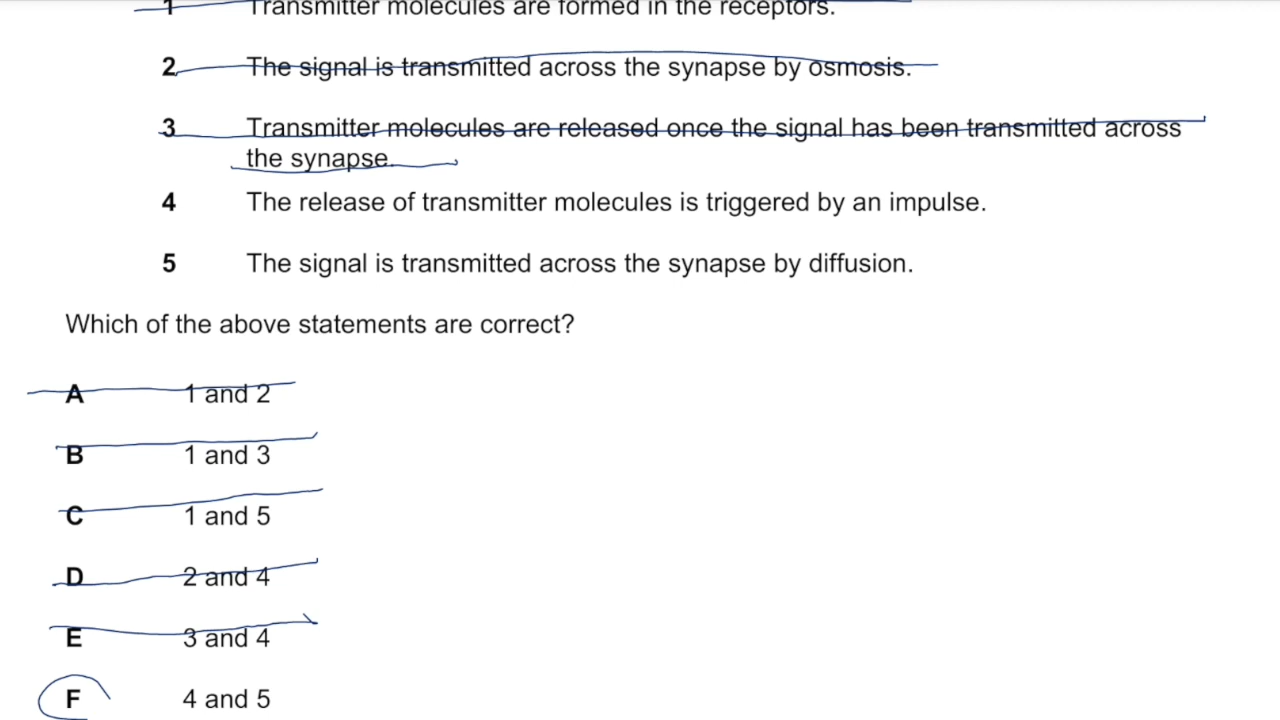 1 Transmitter molecules are formed in the receptors.
2 The signal is transmitted across the synapse by osmosis.
3 Transmitter molecules are released once the signal has been transmitted across
the synapse.
4 The release of transmitter molecules is triggered by an impulse.
5 The signal is transmitted across the synapse by diffusion.
Which of the above statements are correct?
A 1 and 2
B 1 and 3
C 1 and 5
D 2 and 4
E 3 and 4
F 4 and 5